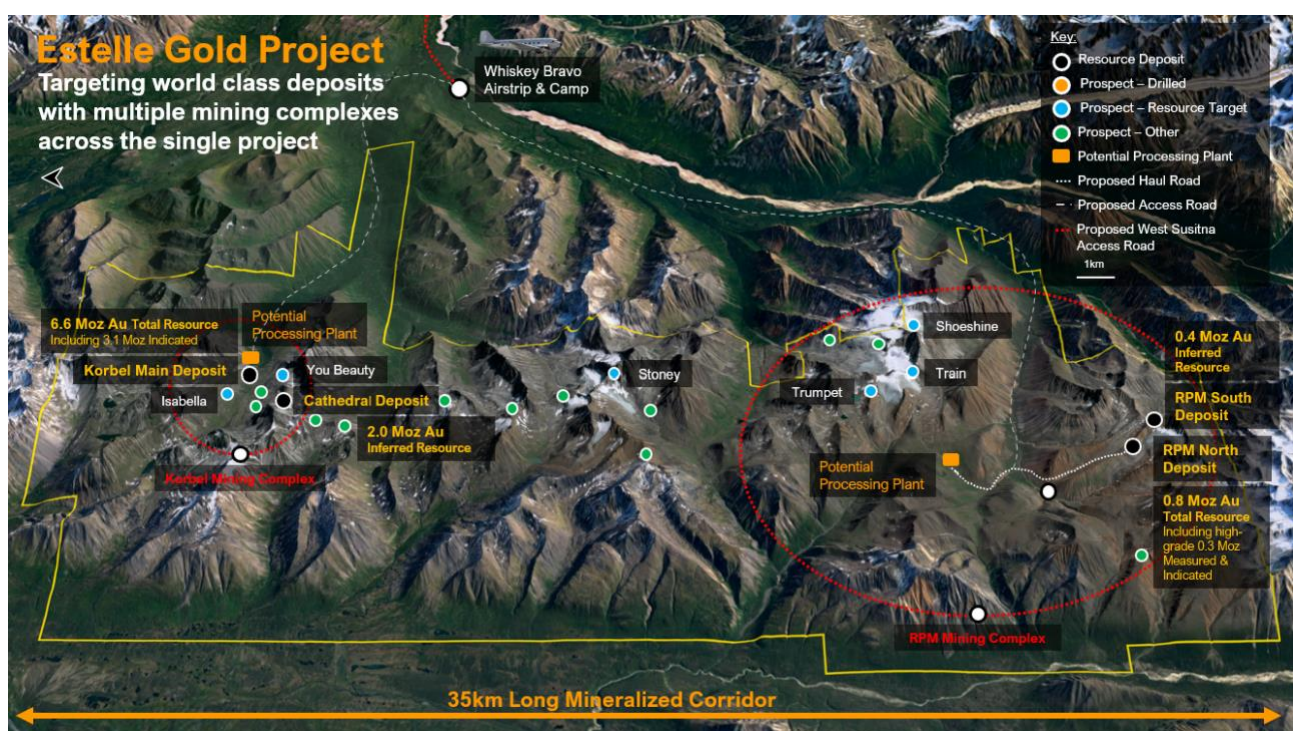 Estelle Gold Project
Targeting world class deposits
with multiple mining complexes
across the single project
Whiskey Bravo
Airstrip & Camp
Key:
Resource Deposit
Prospect – Drilled
Prospect – Resource Target
Prospect – Other
Potential Processing Plant
Proposed Haul Road
Proposed Access Road
Proposed West Susitna
Access Road
1km
6.6 Moz Au Total Resource
Including 3.1 Moz Indicated
Potential
Processing Plant
Korbel Main Deposit
You Beauty
Isabella
Cathedral Deposit
2.0 Moz Au
Inferred Resource
Korbel Mining Complex
Stoney
Shoeshine
Train
Trumpet
Potential
Processing Plant
0.4 Moz Au
Inferred
Resource
RPM South
Deposit
RPM North
Deposit
0.8 Moz Au
Total Resource
Including high-
grade 0.3 Moz
Measured &
Indicated
RPM Mining Complex
35km Long Mineralized Corridor